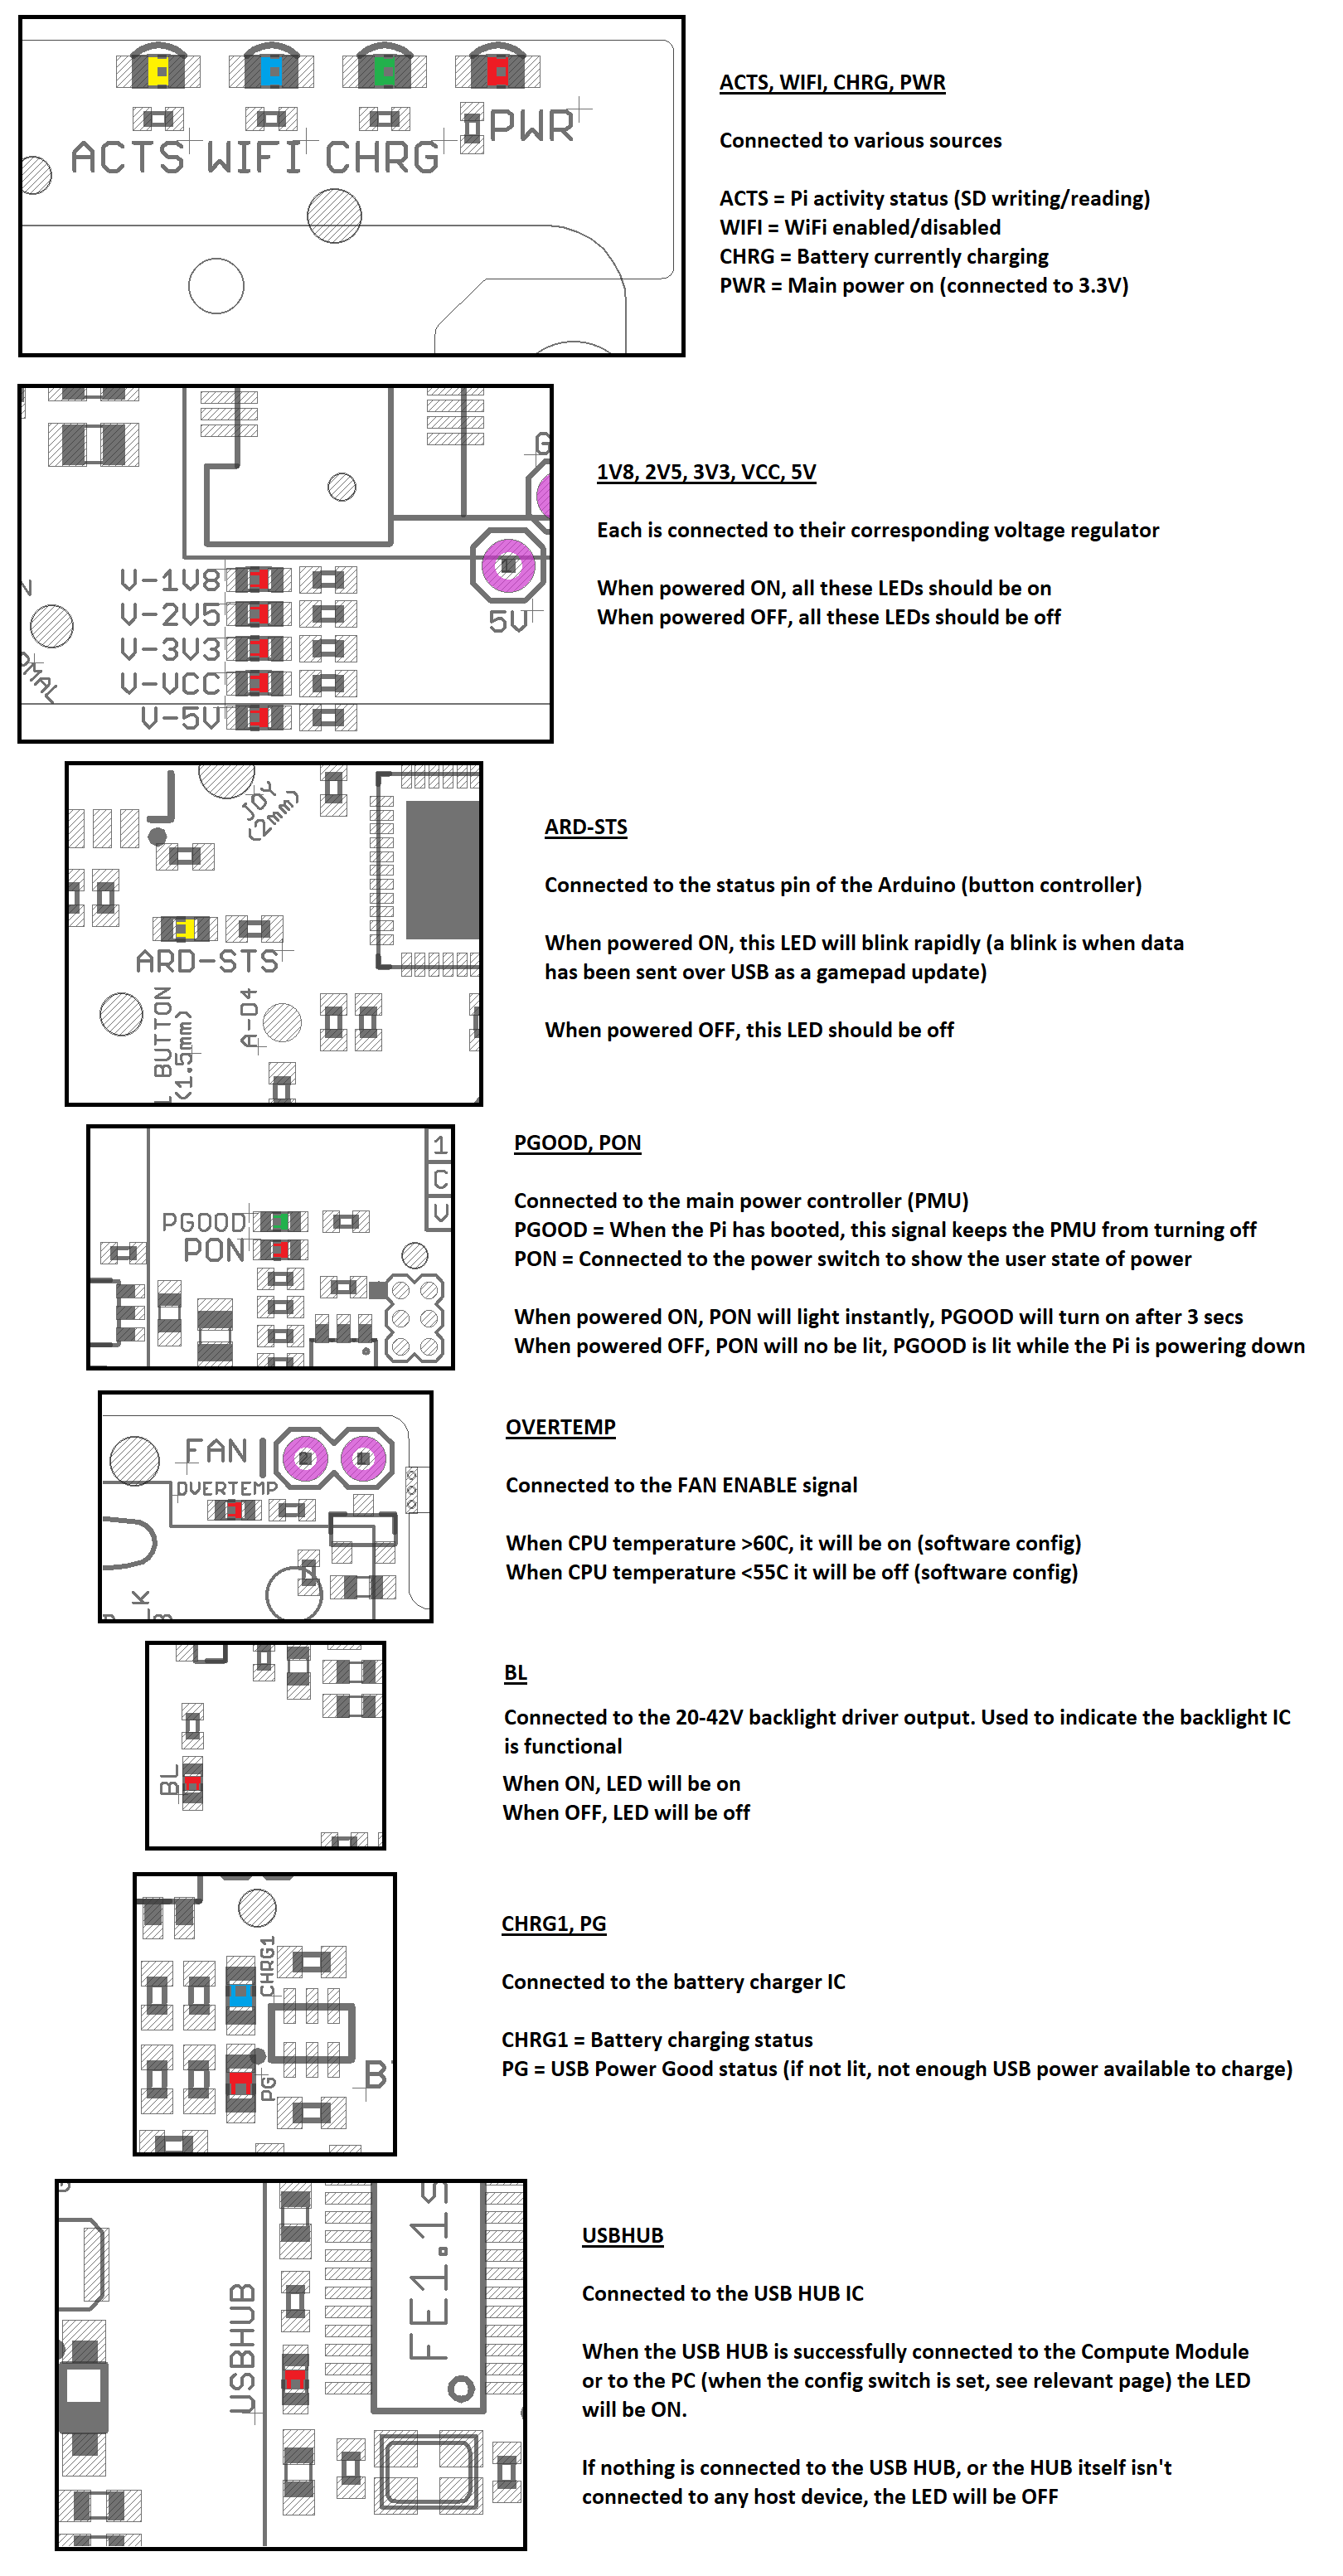 ACTS WIFI CHRG PWR
ACTS, WIFI, CHRG, PWR
Connected to various sources
ACTS = Pi activity status (SD writing/reading)
WIFI = WiFi enabled/disabled
CHRG = Battery currently charging
PWR = Main power on (connected to 3.3V)
G
1
5V
V-1V8
V-2V5
V-3V3
V-VCC
V-5V
1V8, 2V5, 3V3, VCC, 5V
Each is connected to their corresponding voltage regulator
When powered ON, all these LEDs should be on
When powered OFF, all these LEDs should be off
JOY
(2mm)
ARD-STS
L BUTTON
(1.5mm)
A-D4
ARD-STS
Connected to the status pin of the Arduino (button controller)
When powered ON, this LED will blink rapidly (a blink is when data
has been sent over USB as a gamepad update)
When powered OFF, this LED should be off
1
C
V
PGOOD
PON
PGOOD, PON
Connected to the main power controller (PMU)
PGOOD = When the Pi has booted, this signal keeps the PMU from turning off
PON = Connected to the power switch to show the user state of power
When powered ON, PON will light instantly, PGOOD will turn on after 3 secs
When powered OFF, PON will no be lit, PGOOD is lit while the Pi is powering down
FAN
2 1
OVERTEMP
OVERTEMP
Connected to the FAN ENABLE signal
When CPU temperature >60C, it will be on (software config)
When CPU temperature <55C it will be off (software config)
BL
BL
Connected to the 20-42V backlight driver output. Used to indicate the backlight IC
is functional
When ON, LED will be on
When OFF, LED will be off
CHRG1
PG
B
CHRG1, PG
Connected to the battery charger IC
CHRG1 = Battery charging status
PG = USB Power Good status (if not lit, not enough USB power available to charge)
USBHUB
FE1.1S
USBHUB
Connected to the USB HUB IC
When the USB HUB is successfully connected to the Compute Module
or to the PC (when the config switch is set, see relevant page) the LED
will be ON.
If nothing is connected to the USB HUB, or the HUB itself isn't
connected to any host device, the LED will be OFF